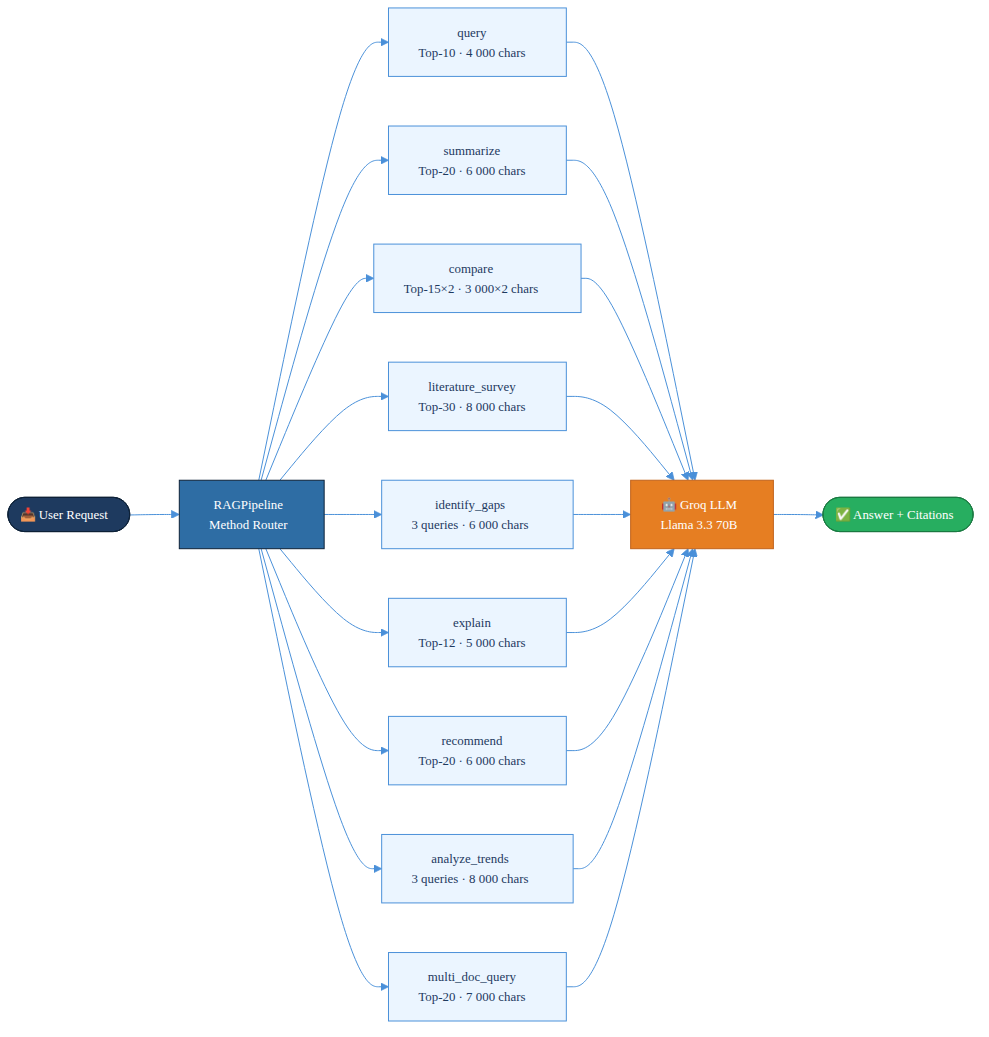 query
Top-10 · 4 000 chars
summarize
Top-20 · 6 000 chars
compare
Top-15×2 · 3 000×2 chars
literature_survey
Top-30 · 8 000 chars
📥 User Request
RAGPipeline
Method Router
identify_gaps
3 queries · 6 000 chars
🤖 Groq LLM
Llama 3.3 70B
✅ Answer + Citations
explain
Top-12 · 5 000 chars
recommend
Top-20 · 6 000 chars
analyze_trends
3 queries · 8 000 chars
multi_doc_query
Top-20 · 7 000 chars